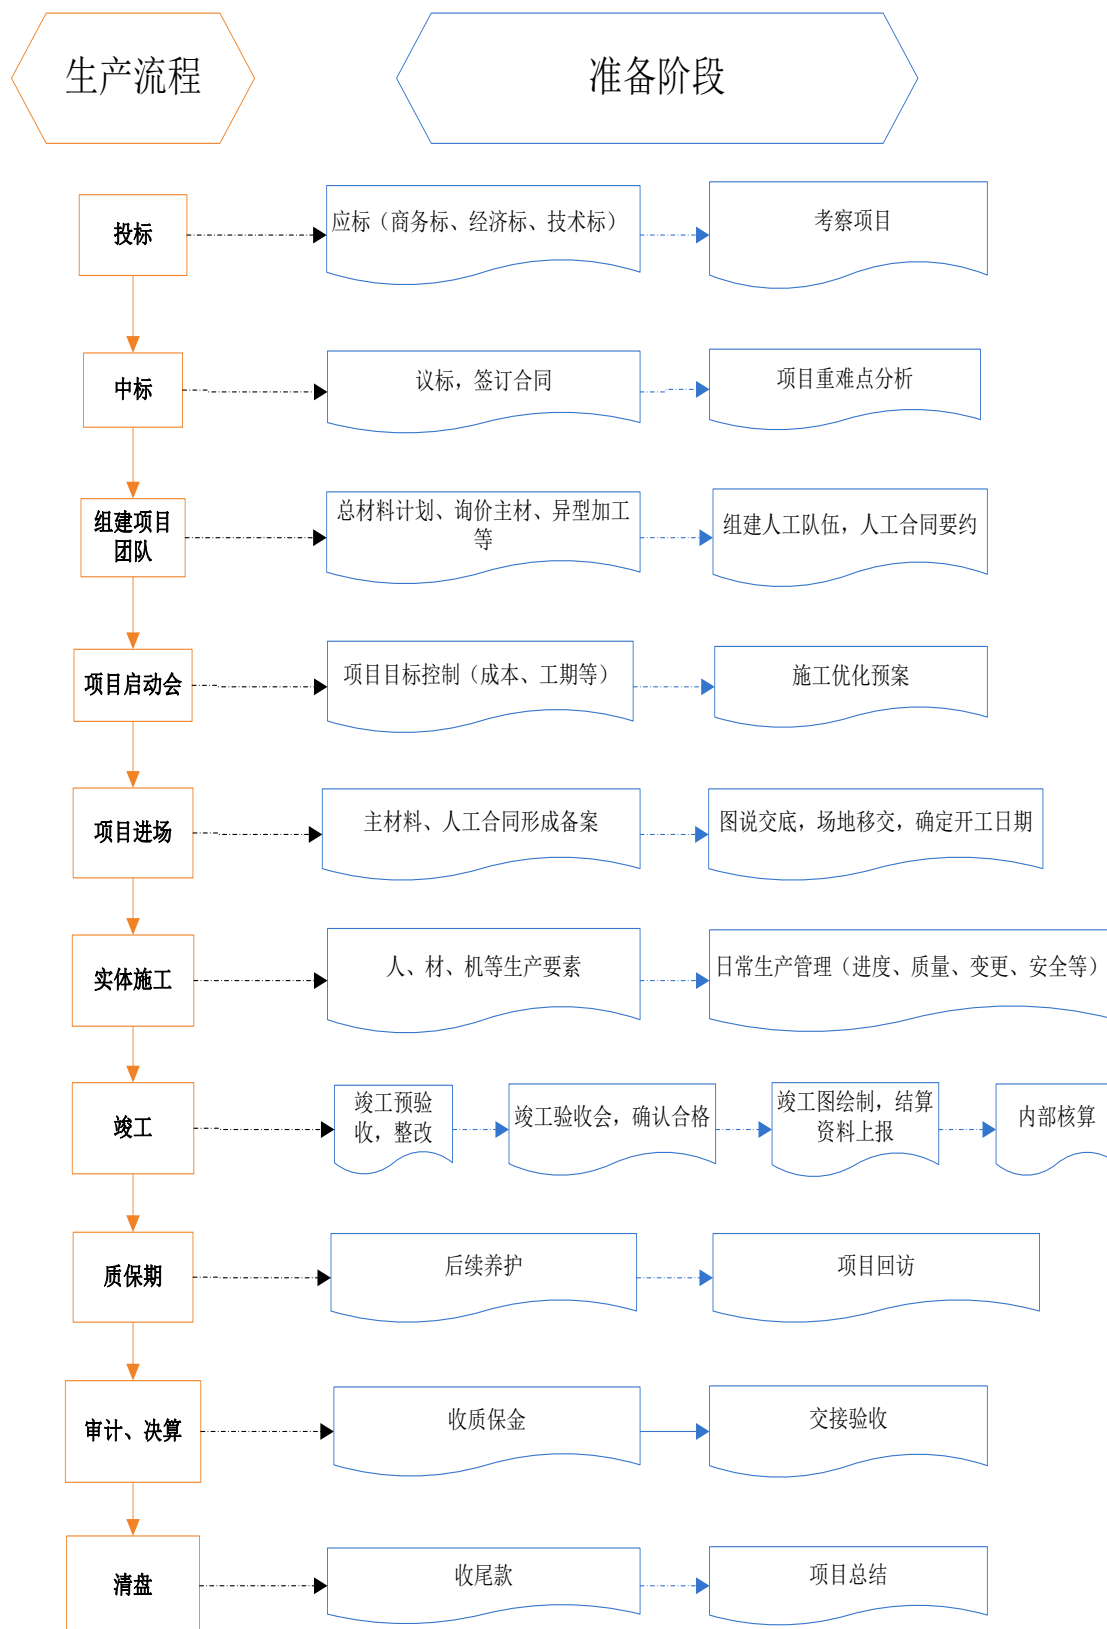 生产流程
准备阶段
投标
应标（商务标、经济标、技术标）
考察项目
中标
议标，签订合同
项目重难点分析
组建项目
团队
总材料计划、询价主材、异型加工
等
组建人工队伍，人工合同要约
项目启动会
项目目标控制（成本、工期等）
施工优化预案
项目进场
主材料、人工合同形成备案
图说交底，场地移交，确定开工日期
实体施工
人、材、机等生产要素
日常生产管理（进度、质量、变更、安全等）
竣工
竣工预验
收，整改
竣工验收会，确认合格
竣工图绘制，结算
资料上报
内部核算
质保期
后续养护
项目回访
审计、决算
收质保金
交接验收
清盘
收尾款
项目总结